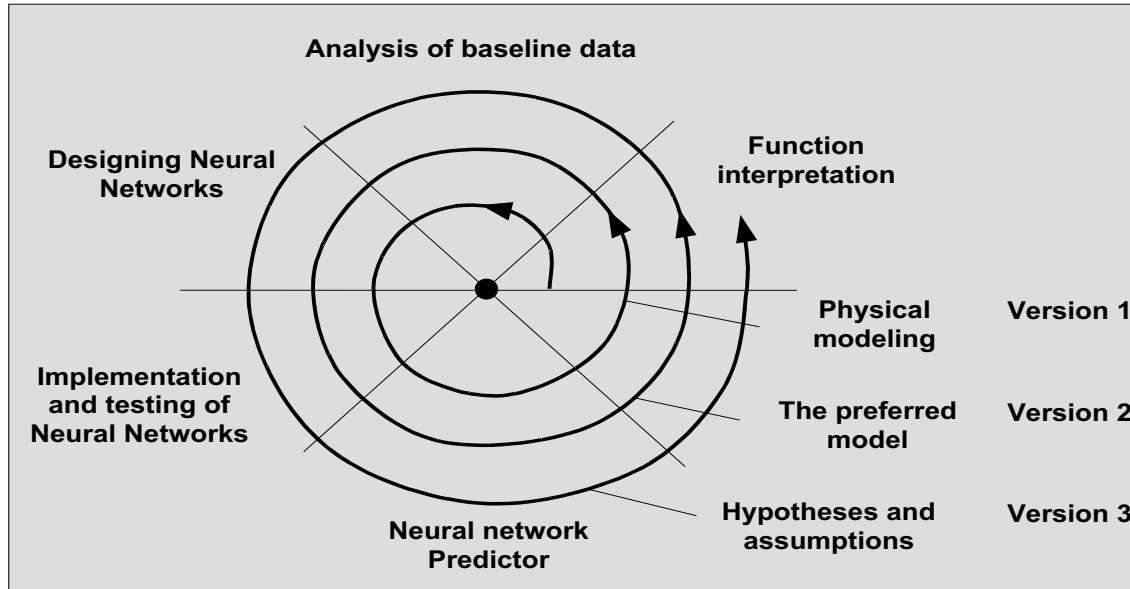 Analysis of baseline data
Designing Neural
Networks
Function
interpretation
Physical
modeling
Version 1
Implementation
and testing of
Neural Networks
The preferred
model
Version 2
Neural network
Predictor
Hypotheses and
assumptions
Version 3